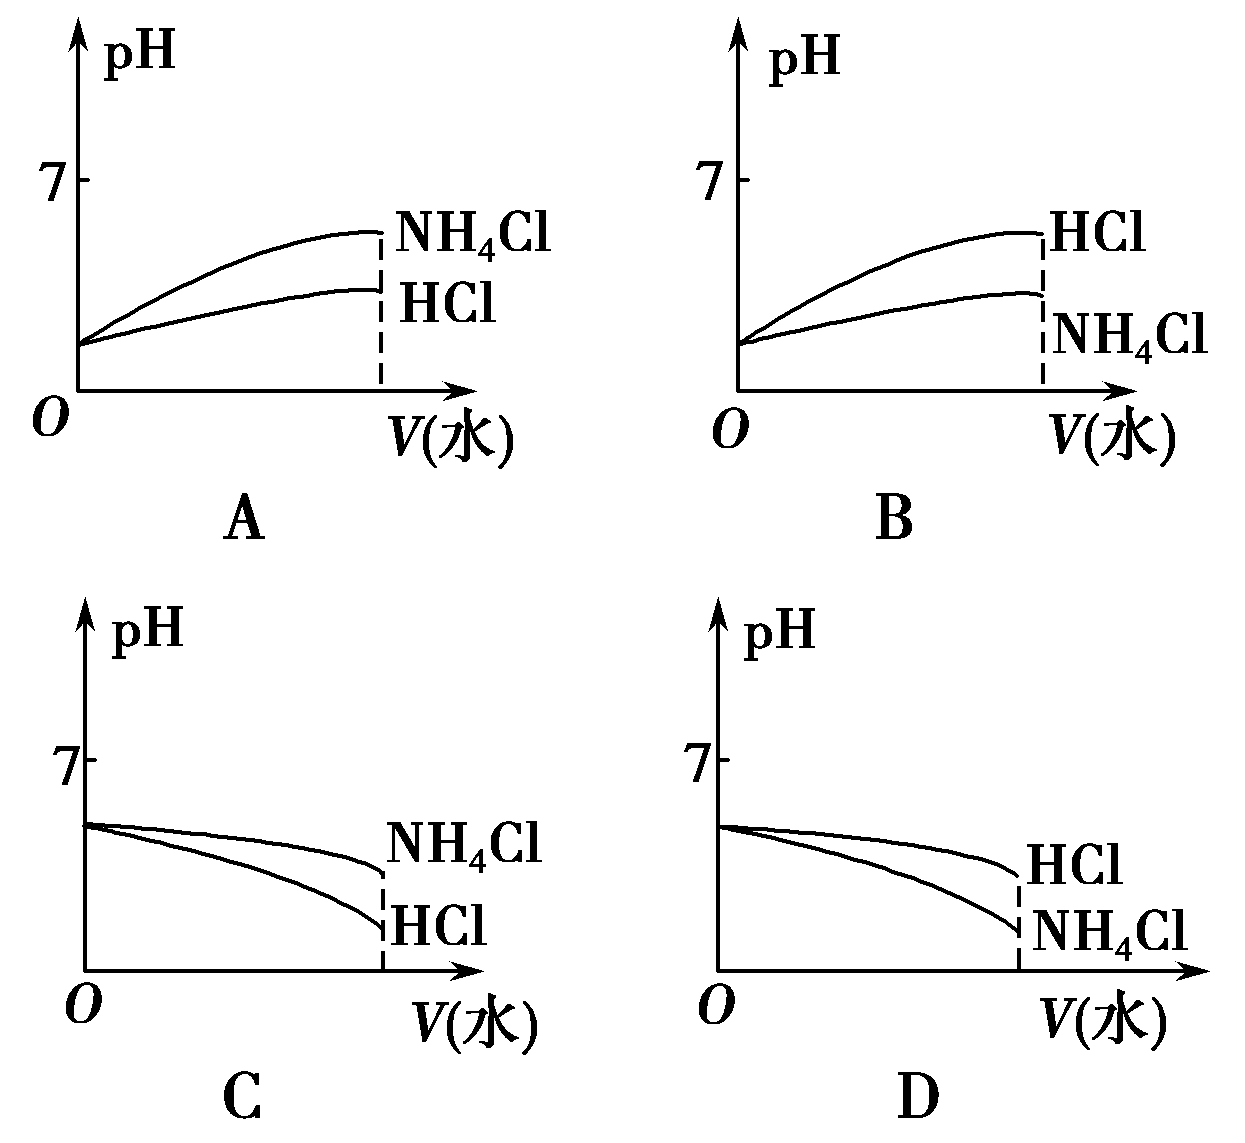 pH
7
NH₄Cl
HCl
O
V(水)
A
pH
7
HCl
NH₄Cl
O
V(水)
B
pH
7
NH₄Cl
HCl
O
V(水)
C
pH
7
HCl
NH₄Cl
O
V(水)
D